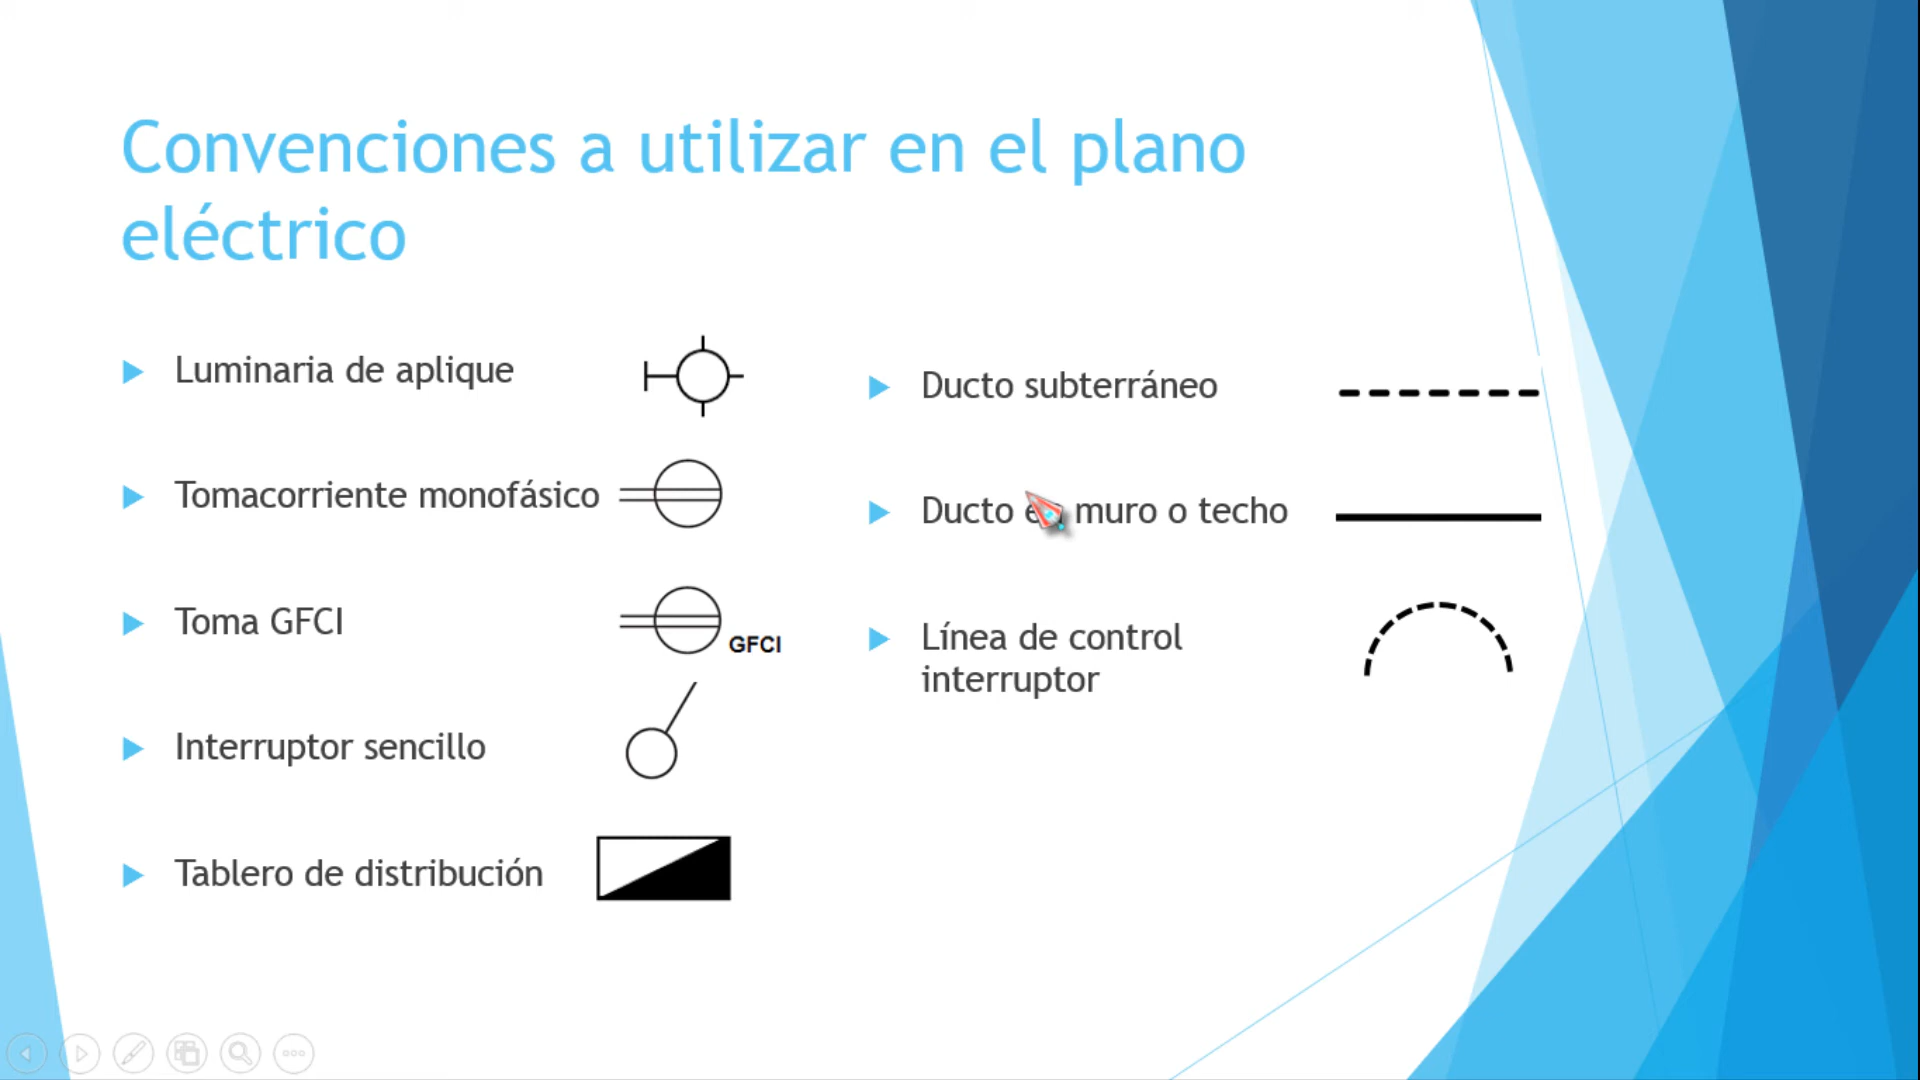 Convenciones a utilizar en el plano
eléctrico
Luminaria de aplique
Tomacorriente monofásico
Toma GFCI
GFCI
Interruptor sencillo
Tablero de distribución
Ducto subterráneo
Ducto muro o techo
Línea de control
interruptor